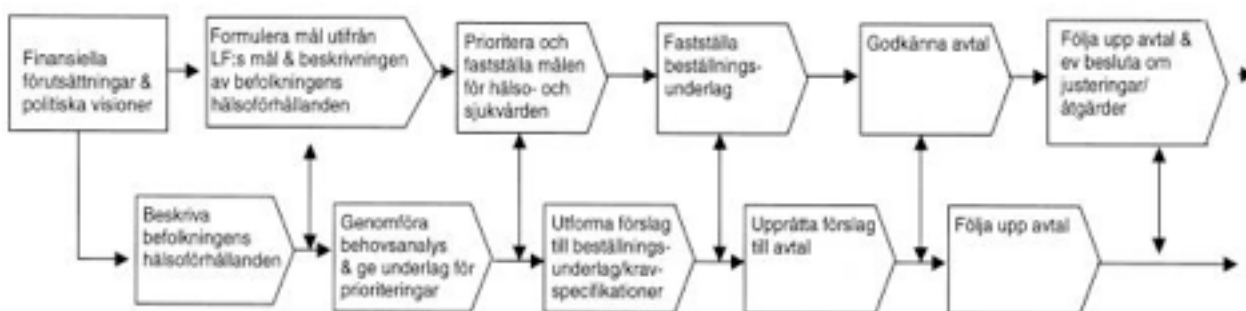 Finansiella
förutsättningar &
politiska visioner
Formulera mål utifrån
LF:s mål & beskrivningen
av befolkningens
hälsoförhållanden
Prioritera och
fastställa målen
för hälso- och
sjukvården
Fastställa
beställnings-
underlag
Godkänna avtal
Följa upp avtal &
ev besluta om
justeringar/
åtgärder
Beskriva
befolkningens
hälsoförhållanden
Genomföra
behovsanalys
& ge underlag för
prioriteringar
Utforma förslag
till beställnings-
underlag/krav-
specifikationer
Upprätta förslag
till avtal
Följa upp avtal